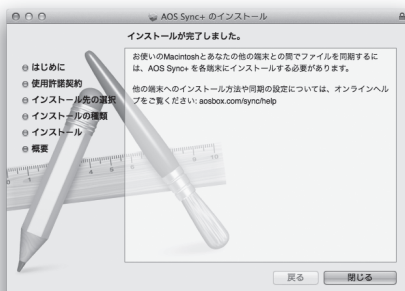 AOS Sync+ のインストール
インストールが完了しました。
はじめに
使用許諾契約
インストール先の選択
インストールの種類
インストール
概要
お使いのMacintoshとあなたの他の端末との間でファイルを同期するに
は、AOS Sync+ を各端末にインストールする必要があります。
他の端末へのインストール方法や同期の設定については、オンラインヘル
プをご覧ください: aosbox.com/sync/help
戻る
閉じる